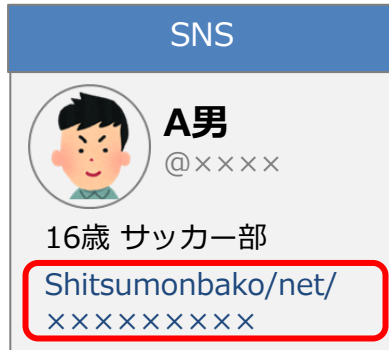 SNS
A男
@××××
16歳 サッカー部
Shitsumonbako/net/
×××××××××